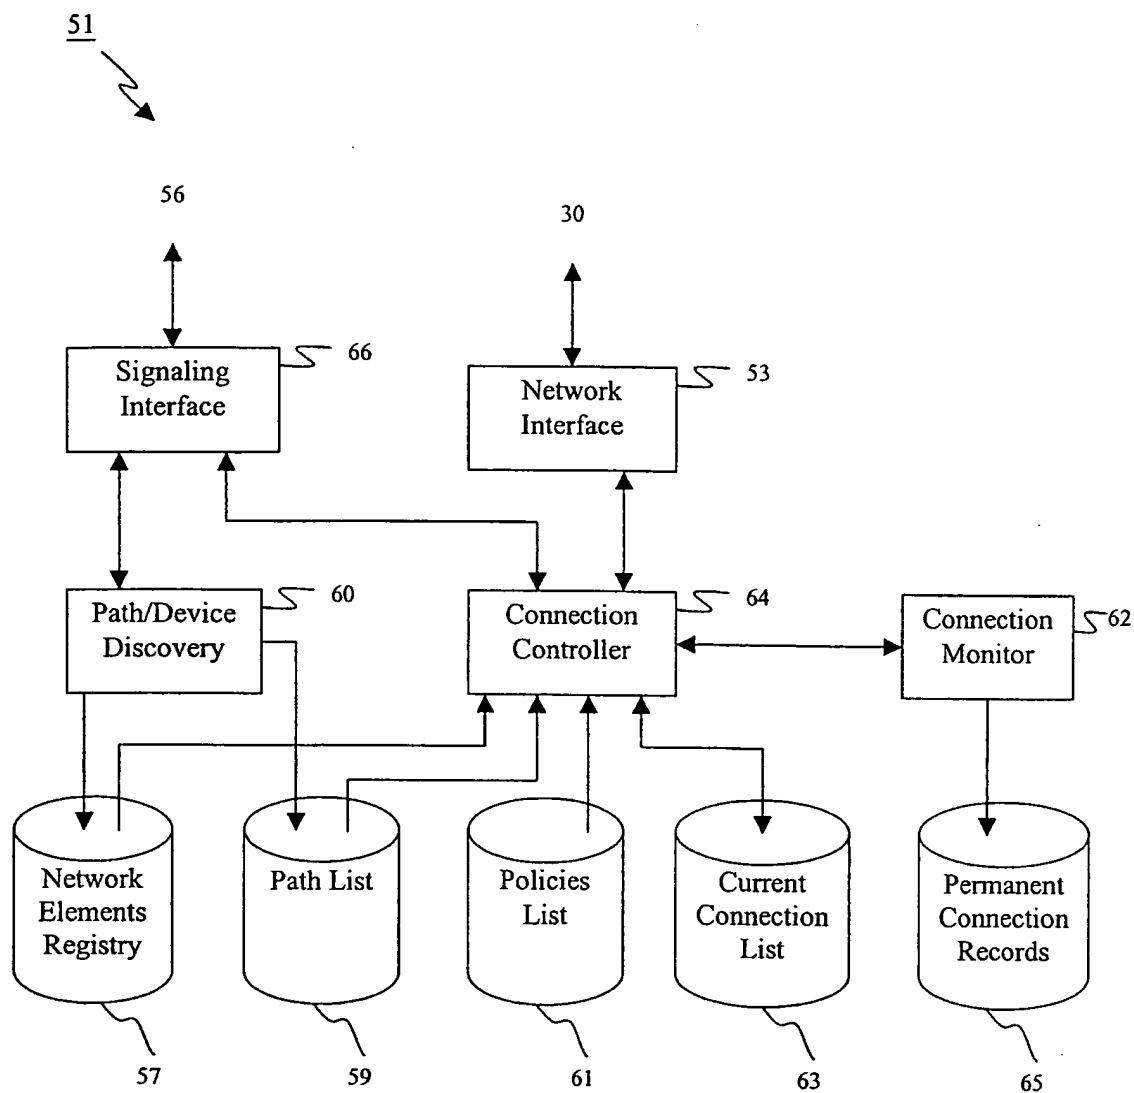 51
56
30
Signaling
Interface
66
Network
Interface
53
Path/Device
Discovery
60
Connection
Controller
64
Connection
Monitor
62
Network
Elements
Registry
Path List
Policies
List
Current
Connection
List
Permanent
Connection
Records
57
59
61
63
65